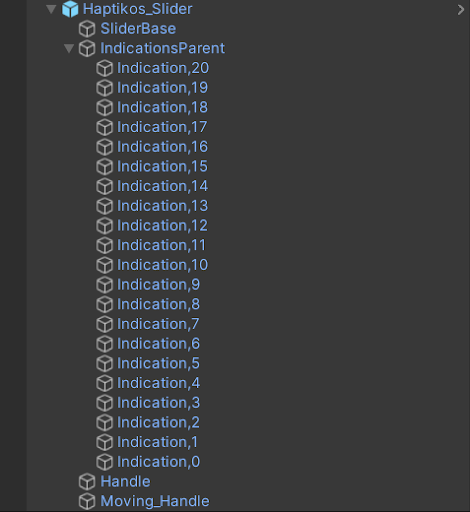 Haptikos_Slider
SliderBase
IndicationsParent
Indication,20
Indication,19
Indication,18
Indication,17
Indication,16
Indication,15
Indication,14
Indication,13
Indication,12
Indication,11
Indication,10
Indication,9
Indication,8
Indication,7
Indication,6
Indication,5
Indication,4
Indication,3
Indication,2
Indication,1
Indication,0
Handle
Moving_Handle